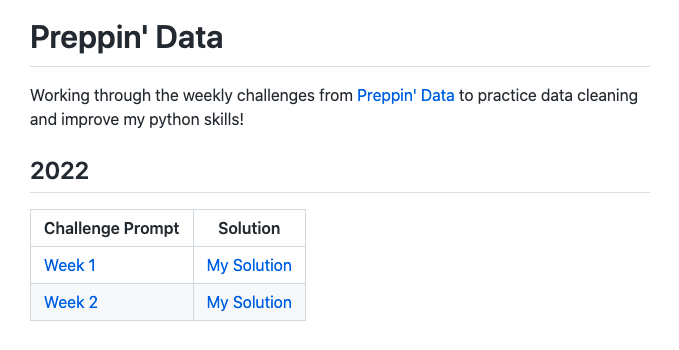 Preppin' Data
Working through the weekly challenges from Preppin' Data to practice data cleaning
and improve my python skills!
2022
Challenge Prompt Solution
Week 1 My Solution
Week 2 My Solution